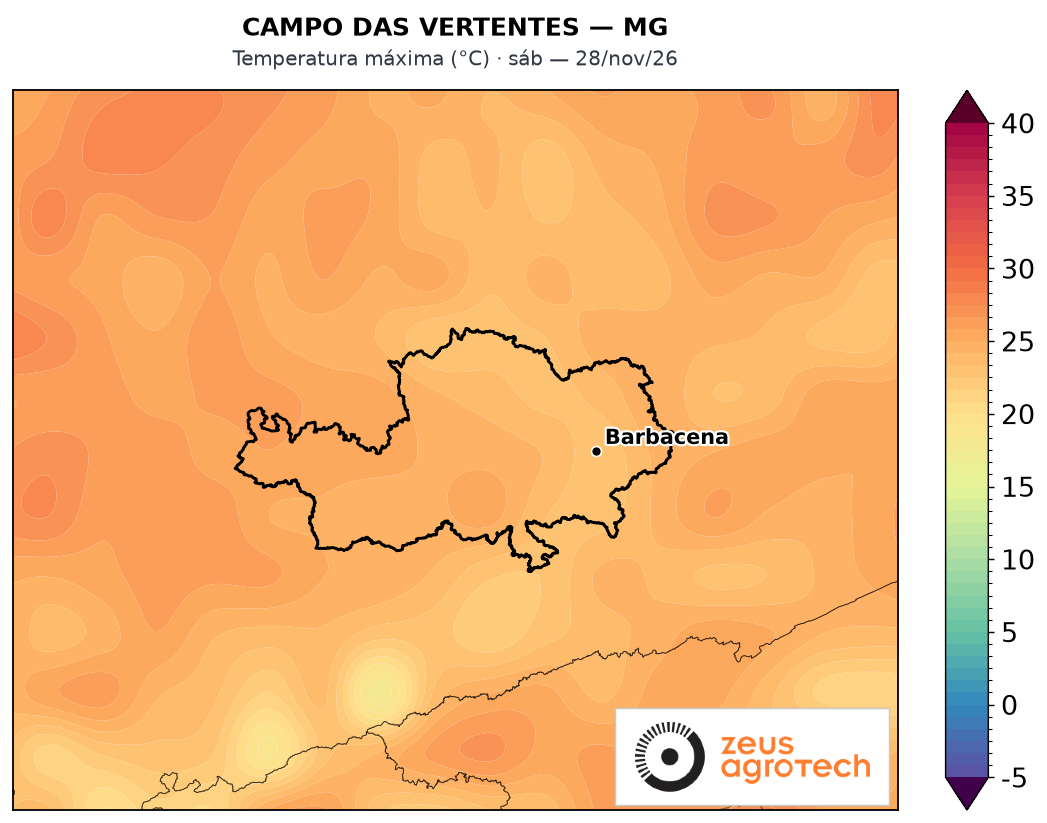 CAMPO DAS VERTENTES — MG
Temperatura máxima (°C) · sáb — 28/nov/26
Barbacena
40
35
30
25
20
15
10
5
0
-5
zeus
agrotech